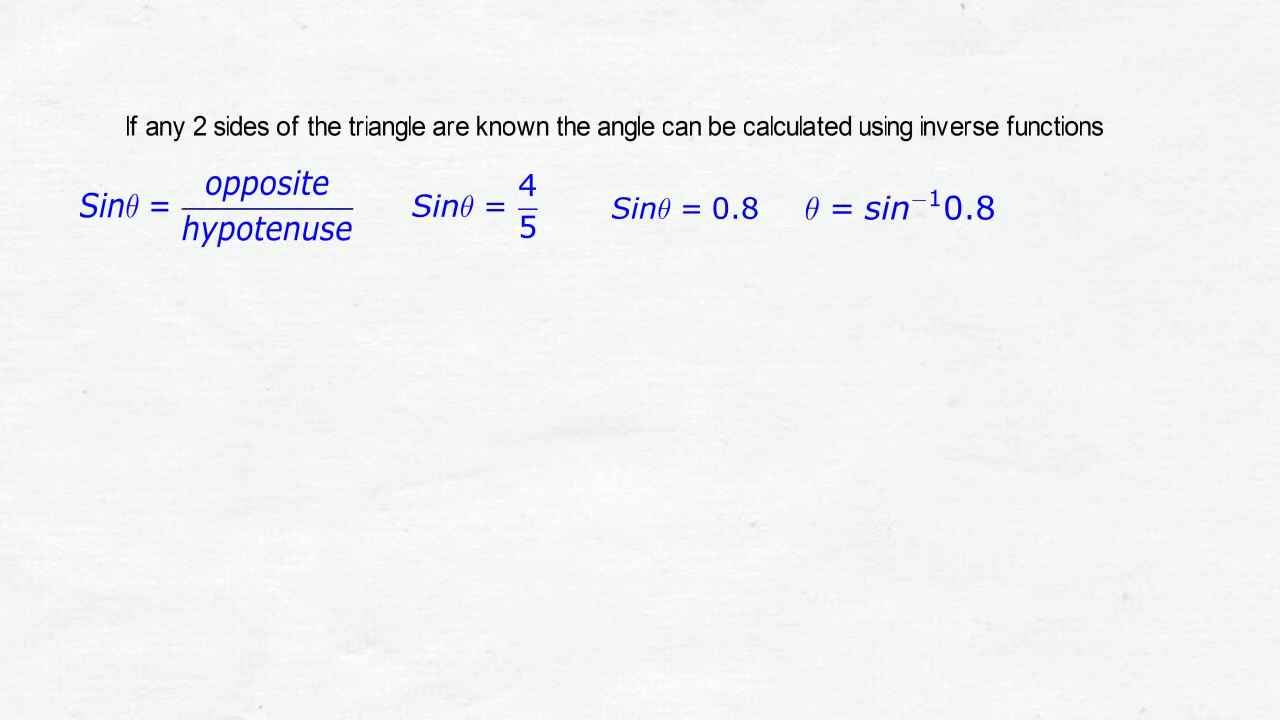 If any 2 sides of the triangle are known the angle can be calculated using inverse functions
Sinθ = opposite/hypotenuse   Sinθ = 4/5   Sinθ = 0.8   θ = sin⁻¹0.8